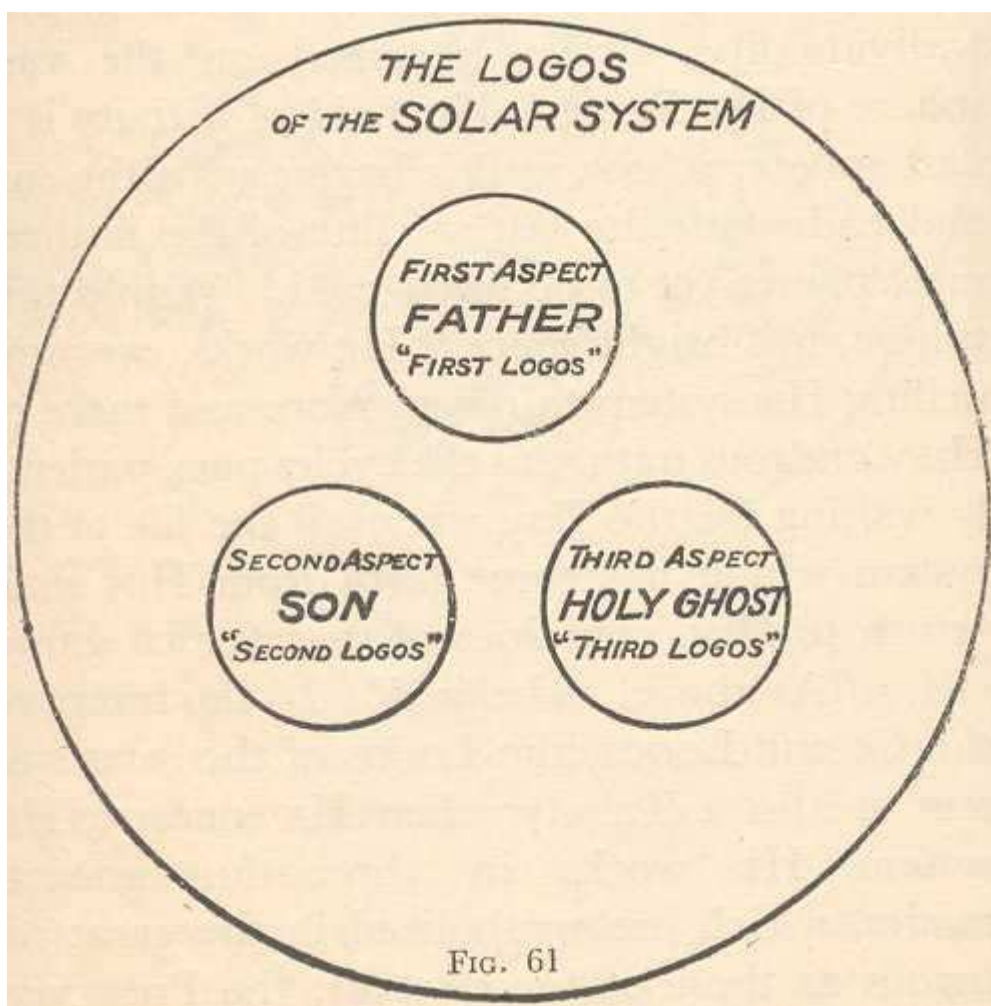 THE LOGOS
OF THE SOLAR SYSTEM
FIRST ASPECT
FATHER
"FIRST LOGOS"
SECOND ASPECT
SON
"SECOND LOGOS"
THIRD ASPECT
HOLY GHOST
"THIRD LOGOS"
FIG. 61